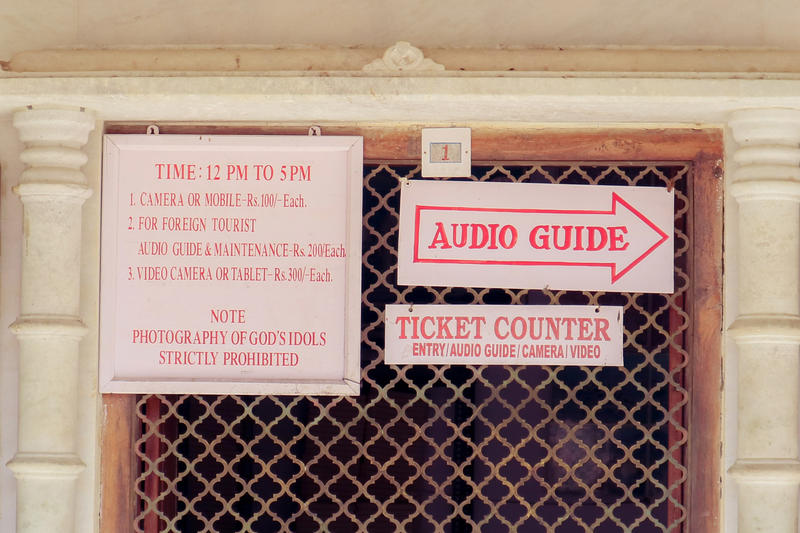 TIME: 12 PM TO 5 PM
1. CAMERA OR MOBILE-Rs.100/-Each.
2. FOR FOREIGN TOURIST
AUDIO GUIDE & MAINTENANCE-Rs. 200/Each
3. VIDEO CAMERA OR TABLET-Rs.300/-Each.
NOTE
PHOTOGRAPHY OF GOD'S IDOLS
STRICTLY PROHIBITED
1
AUDIO GUIDE
TICKET COUNTER
ENTRY/AUDIO GUIDE/CAMERA/VIDEO